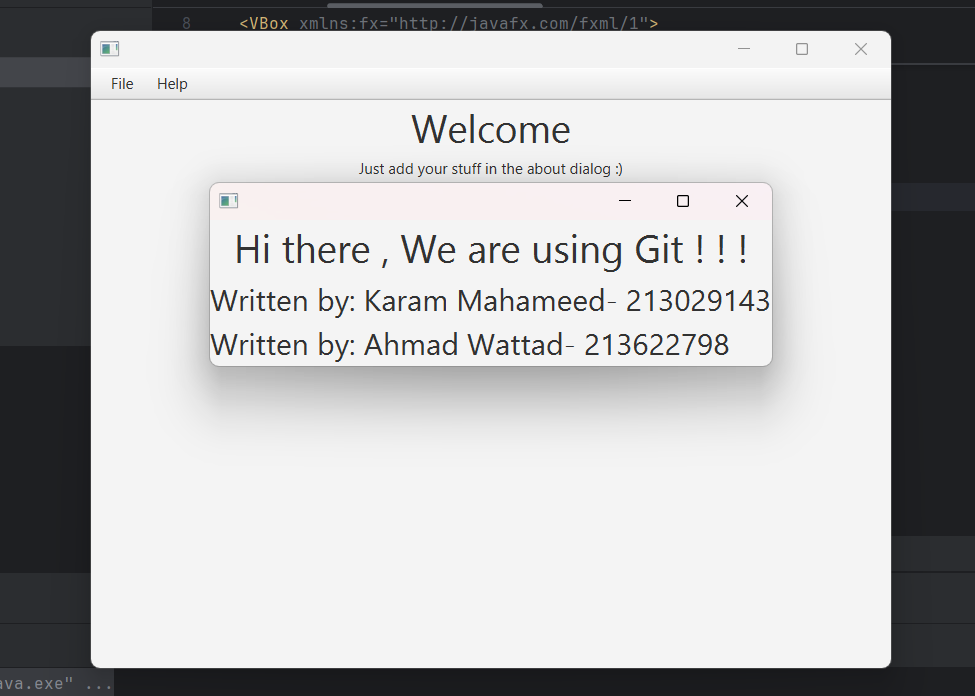 8 <VBox xmlns:fx="http://javafx.com/fxml/1">
File Help
Welcome
Just add your stuff in the about dialog :)
Hi there , We are using Git ! ! !
Written by: Karam Mahameed- 213029143
Written by: Ahmad Wattad- 213622798
ava.exe" ...